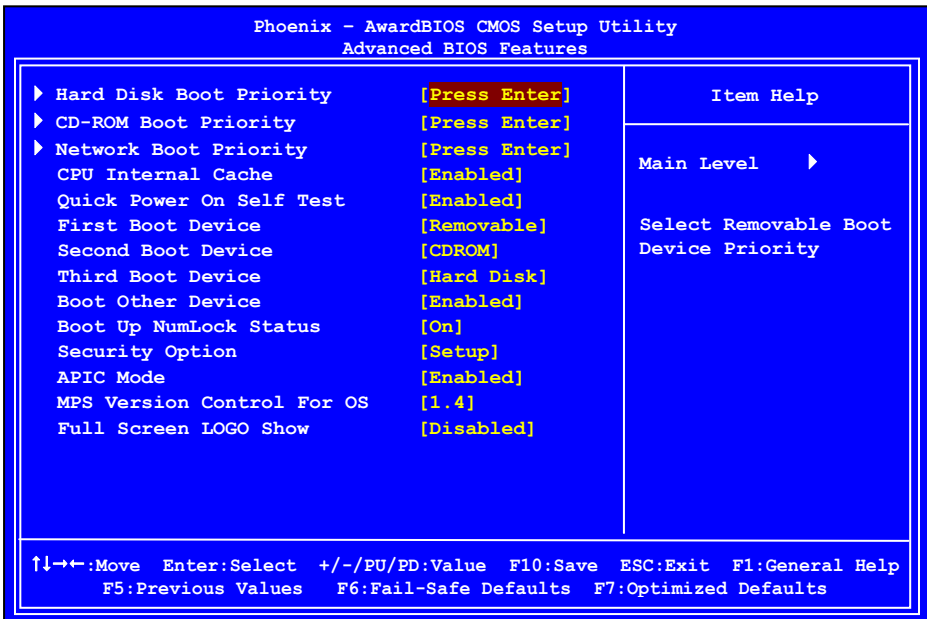 Phoenix – AwardBIOS CMOS Setup Utility
Advanced BIOS Features
Hard Disk Boot Priority [Press Enter]
CD-ROM Boot Priority [Press Enter]
Network Boot Priority [Press Enter]
CPU Internal Cache [Enabled]
Quick Power On Self Test [Enabled]
First Boot Device [Removable]
Second Boot Device [CDROM]
Third Boot Device [Hard Disk]
Boot Other Device [Enabled]
Boot Up NumLock Status [On]
Security Option [Setup]
APIC Mode [Enabled]
MPS Version Control For OS [1.4]
Full Screen LOGO Show [Disabled]
Item Help
Main Level
Select Removable Boot
Device Priority
↑↓→←:Move Enter:Select +/-/PU/PD:Value F10:Save ESC:Exit F1:General Help
F5:Previous Values F6:Fail-Safe Defaults F7:Optimized Defaults